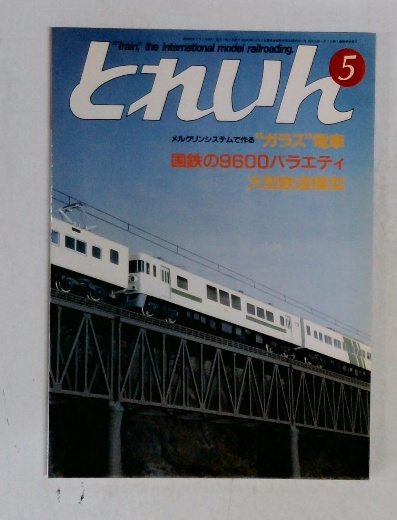 "Train," the international model railroading.
とれいん
5
メルクリンシステムで作る"ガラス"電車
国鉄の9600バラエティ
大型鉄道模型